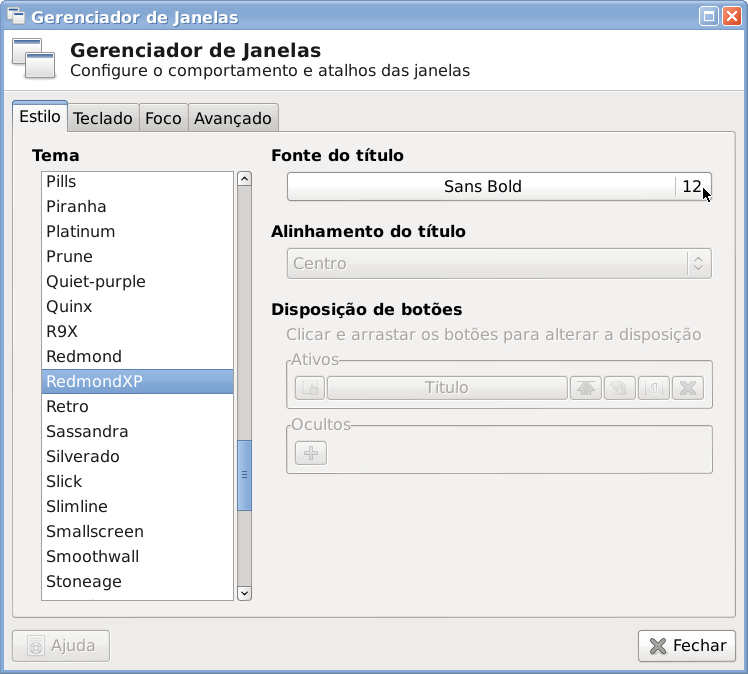 Gerenciador de Janelas
Gerenciador de Janelas
Configure o comportamento e atalhos das janelas
Estilo
Teclado
Foco
Avançado
Tema
Pills
Piranha
Platinum
Prune
Quiet-purple
Quinx
R9X
Redmond
RedmondXP
Retro
Sassandra
Silverado
Slick
Slimline
Smallscreen
Smoothwall
Stoneage
Fonte do título
Sans Bold
12
Alinhamento do título
Centro
Disposição de botões
Clicar e arrastar os botões para alterar a disposição
Ativos
Título
Ocultos
Ajuda
Fechar